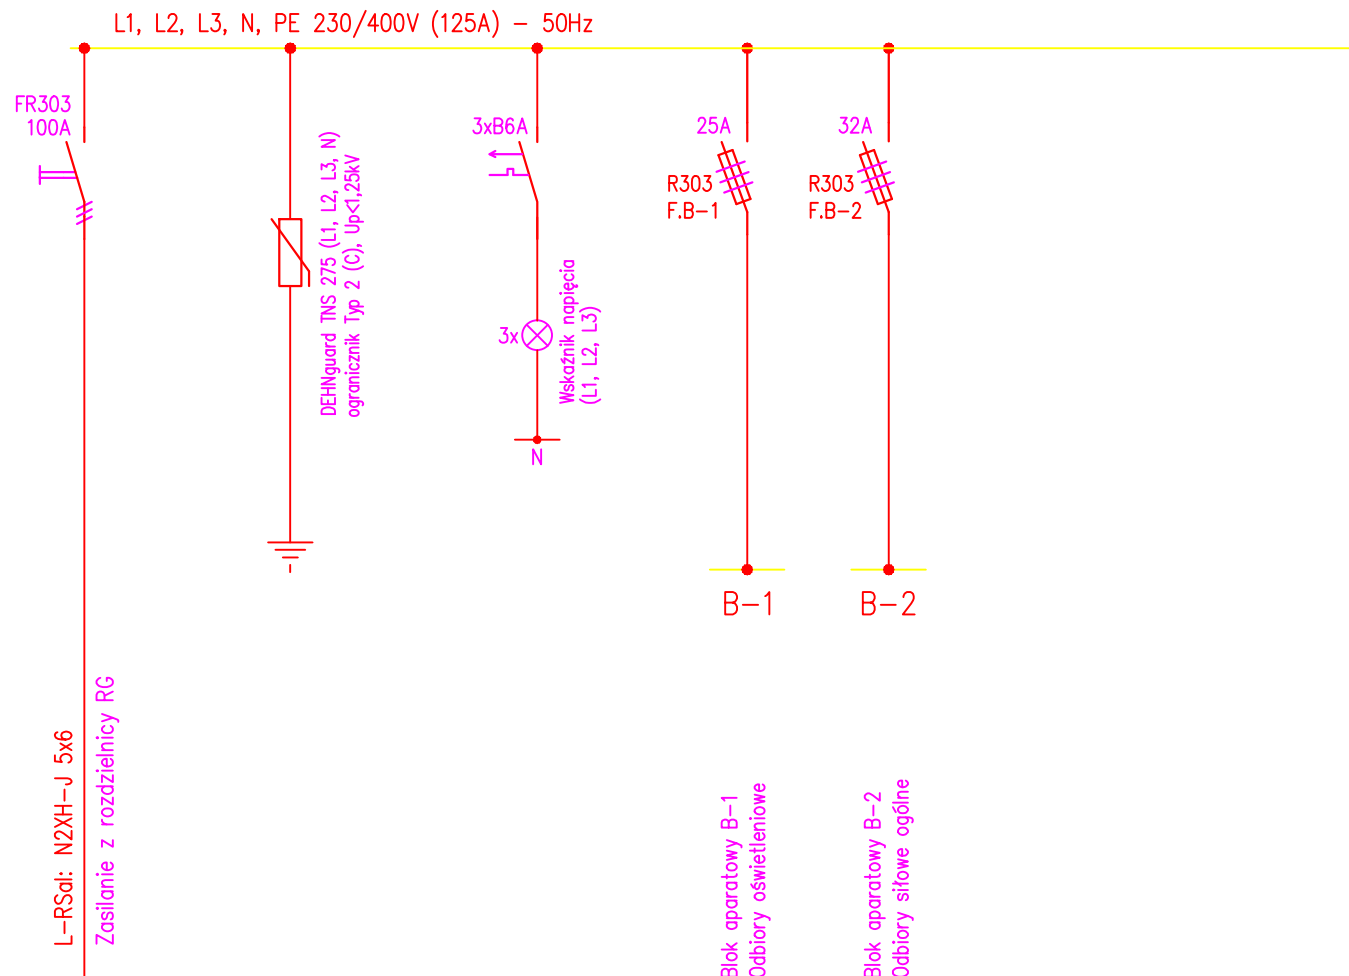 L1, L2, L3, N, PE 230/400V (125A) – 50Hz
FR303
100A
DEHNguard TNS 275 (L1, L2, L3, N)
ogranicznik Typ 2 (C), Up<1,25kV
3xB6A
3x
Wskaźnik napięcia
(L1, L2, L3)
N
25A
R303
F.B–1
32A
R303
F.B–2
B–1
B–2
L–RSal: N2XH–J 5x6
Zasilanie z rozdzielnicy RG
Blok aparatowy B–1
Odbiory oświetleniowe
Blok aparatowy B–2
Odbiory siłowe ogólne